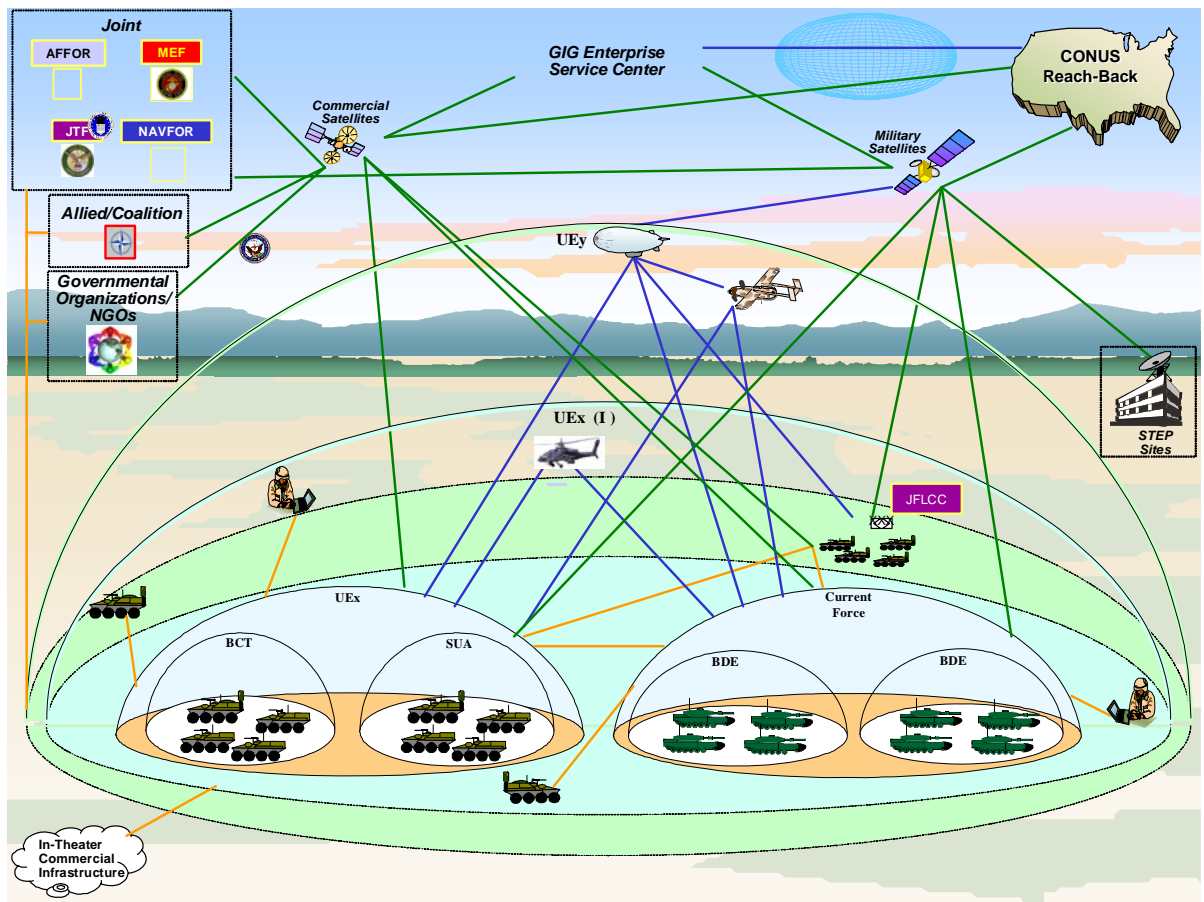 Joint
AFFOR
MEF
JTF
NAVFOR
GIG Enterprise
Service Center
CONUS
Reach-Back
Commercial
Satellites
Military
Satellites
Allied/Coalition
UEy
Governmental
Organizations/
NGOs
UEx (I)
STEP
Sites
JFLCC
UEx
Current
Force
BCT
SUA
BDE
BDE
In-Theater
Commercial
Infrastructure